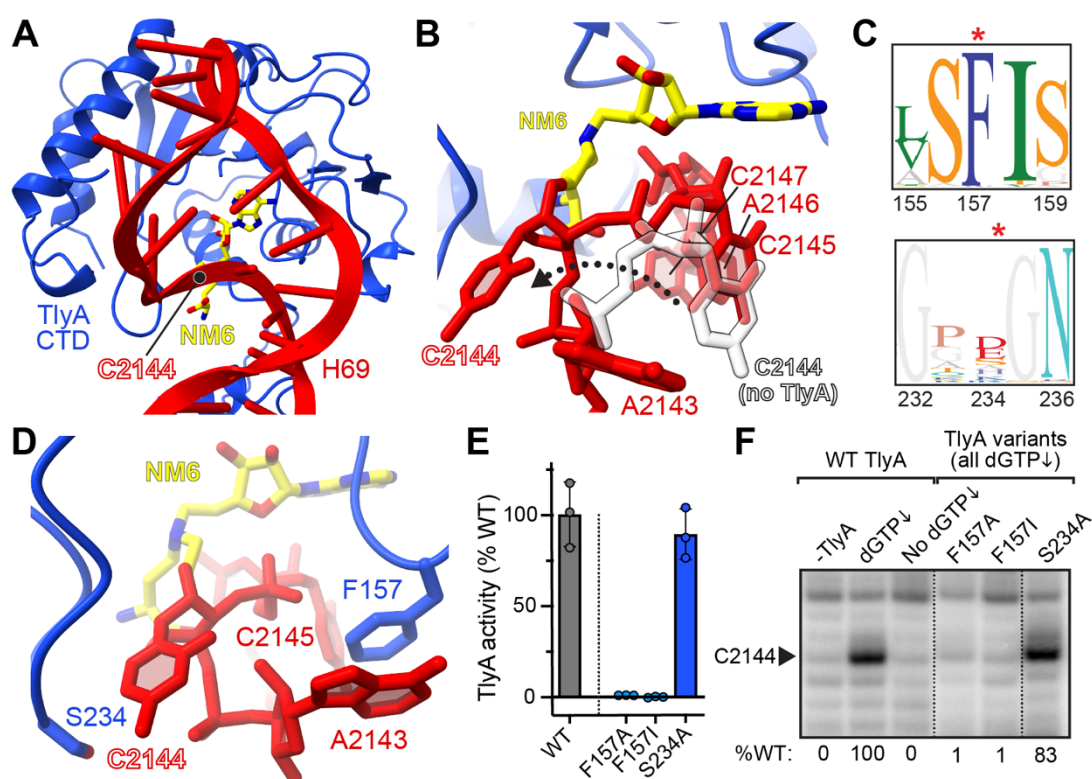 A
TlyA
CTD
NM6
C2144
H69
B
NM6
C2147
A2146
C2145
C2144
C2144
(no TlyA)
A2143
C
*
SFIS
155 157 159
*
G GN
232 234 236
D
NM6
F157
C2145
S234
C2144
A2143
E
TlyA activity (% WT)
100
50
0
WT
F157A
F157I
S234A
F
WT TlyA
TlyA variants
(all dGTP↓)
-TlyA
dGTP↓
No dGTP↓
F157A
F157I
S234A
C2144
%WT: 0 100 0 1 1 83